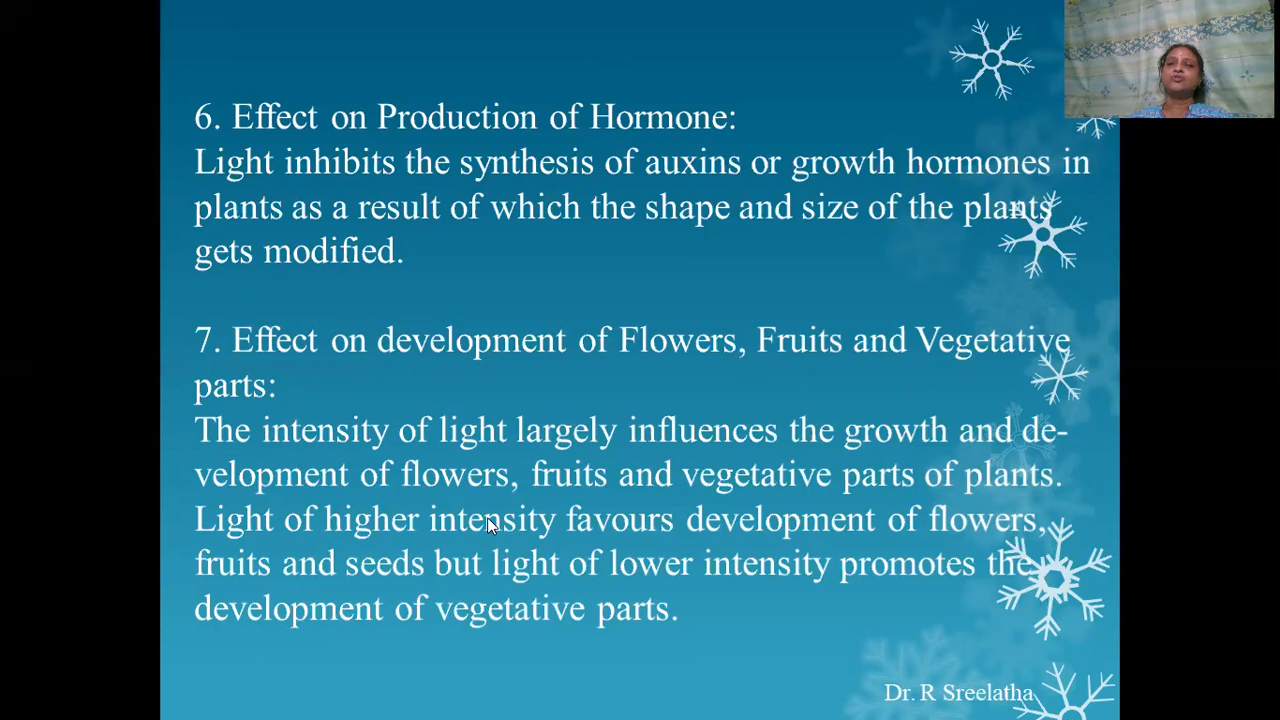 6. Effect on Production of Hormone:
Light inhibits the synthesis of auxins or growth hormones in
plants as a result of which the shape and size of the plants
gets modified.
7. Effect on development of Flowers, Fruits and Vegetative
parts:
The intensity of light largely influences the growth and de-
velopment of flowers, fruits and vegetative parts of plants.
Light of higher intensity favours development of flowers,
fruits and seeds but light of lower intensity promotes the
development of vegetative parts.
Dr. R Sreelatha